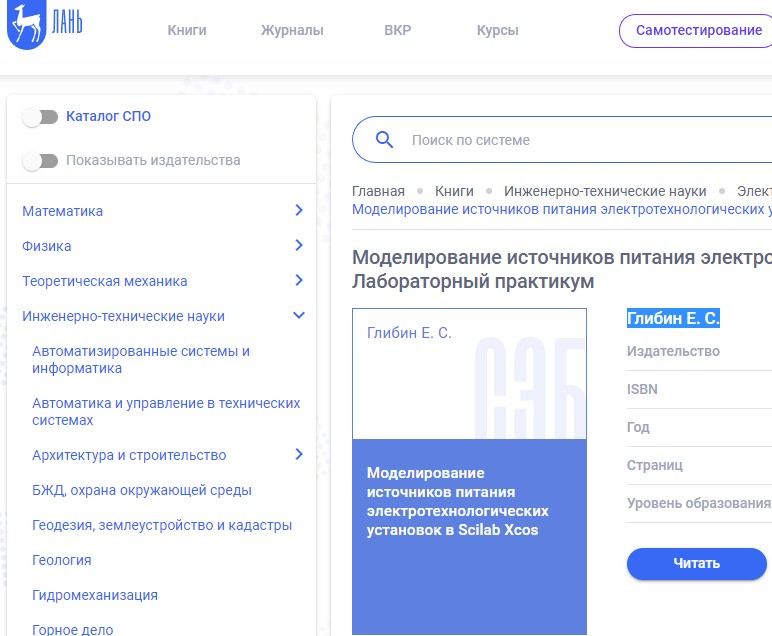 ЛАНЬ
Книги
Журналы
ВКР
Курсы
Самотестирование
Каталог СПО
Показывать издательства
Математика
Физика
Теоретическая механика
Инженерно-технические науки
Автоматизированные системы и
информатика
Автоматика и управление в технических
системах
Архитектура и строительство
БЖД, охрана окружающей среды
Геодезия, землеустройство и кадастры
Геология
Гидромеханизация
Горное дело
Поиск по системе
Главная
Книги
Инженерно-технические науки
Элект
Моделирование источников питания электротехнологических у
Моделирование источников питания электро
Лабораторный практикум
Глибин Е. С.
СЭБ
Моделирование
источников питания
электротехнологических
установок в Scilab Xcos
Глибин Е. С.
Издательство
ISBN
Год
Страниц
Уровень образования
Читать